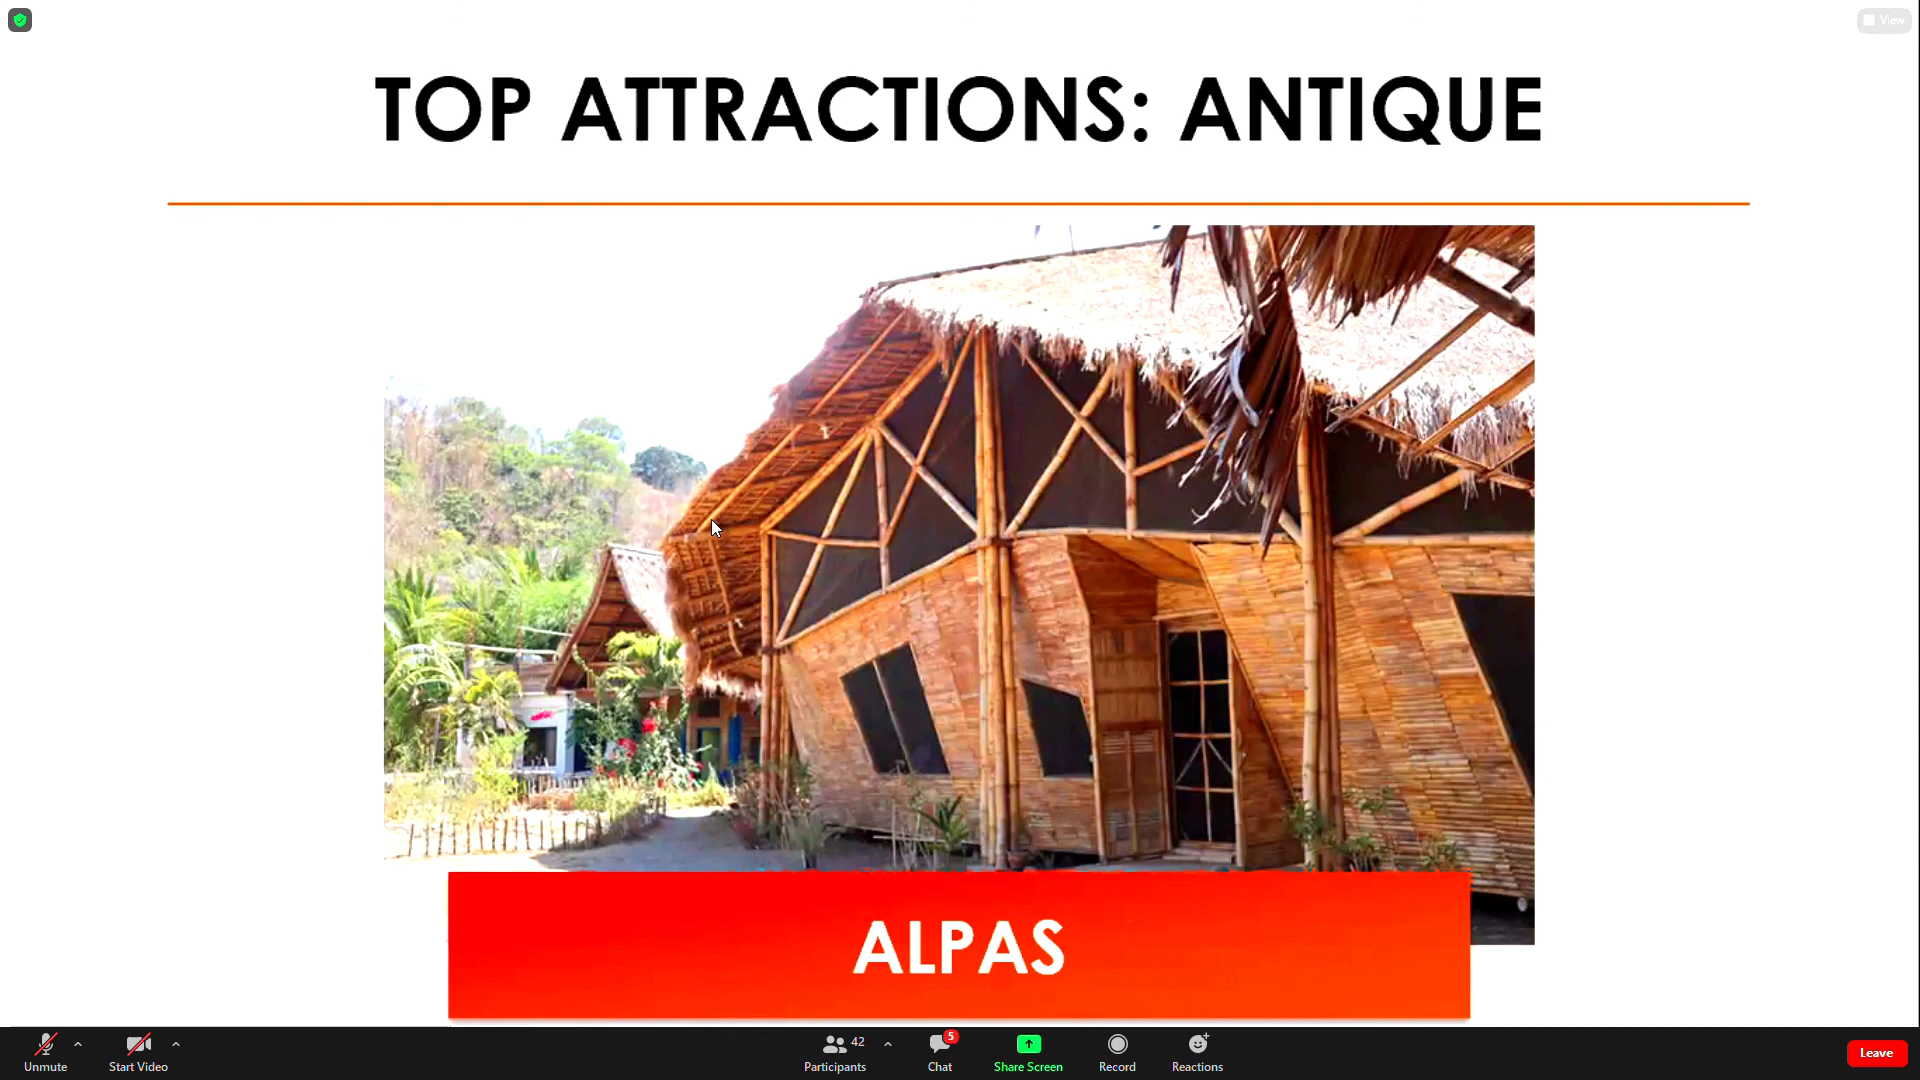 View
TOP ATTRACTIONS: ANTIQUE
ALPAS
Unmute
Start Video
42
Participants
5
Chat
Share Screen
Record
Reactions
Leave